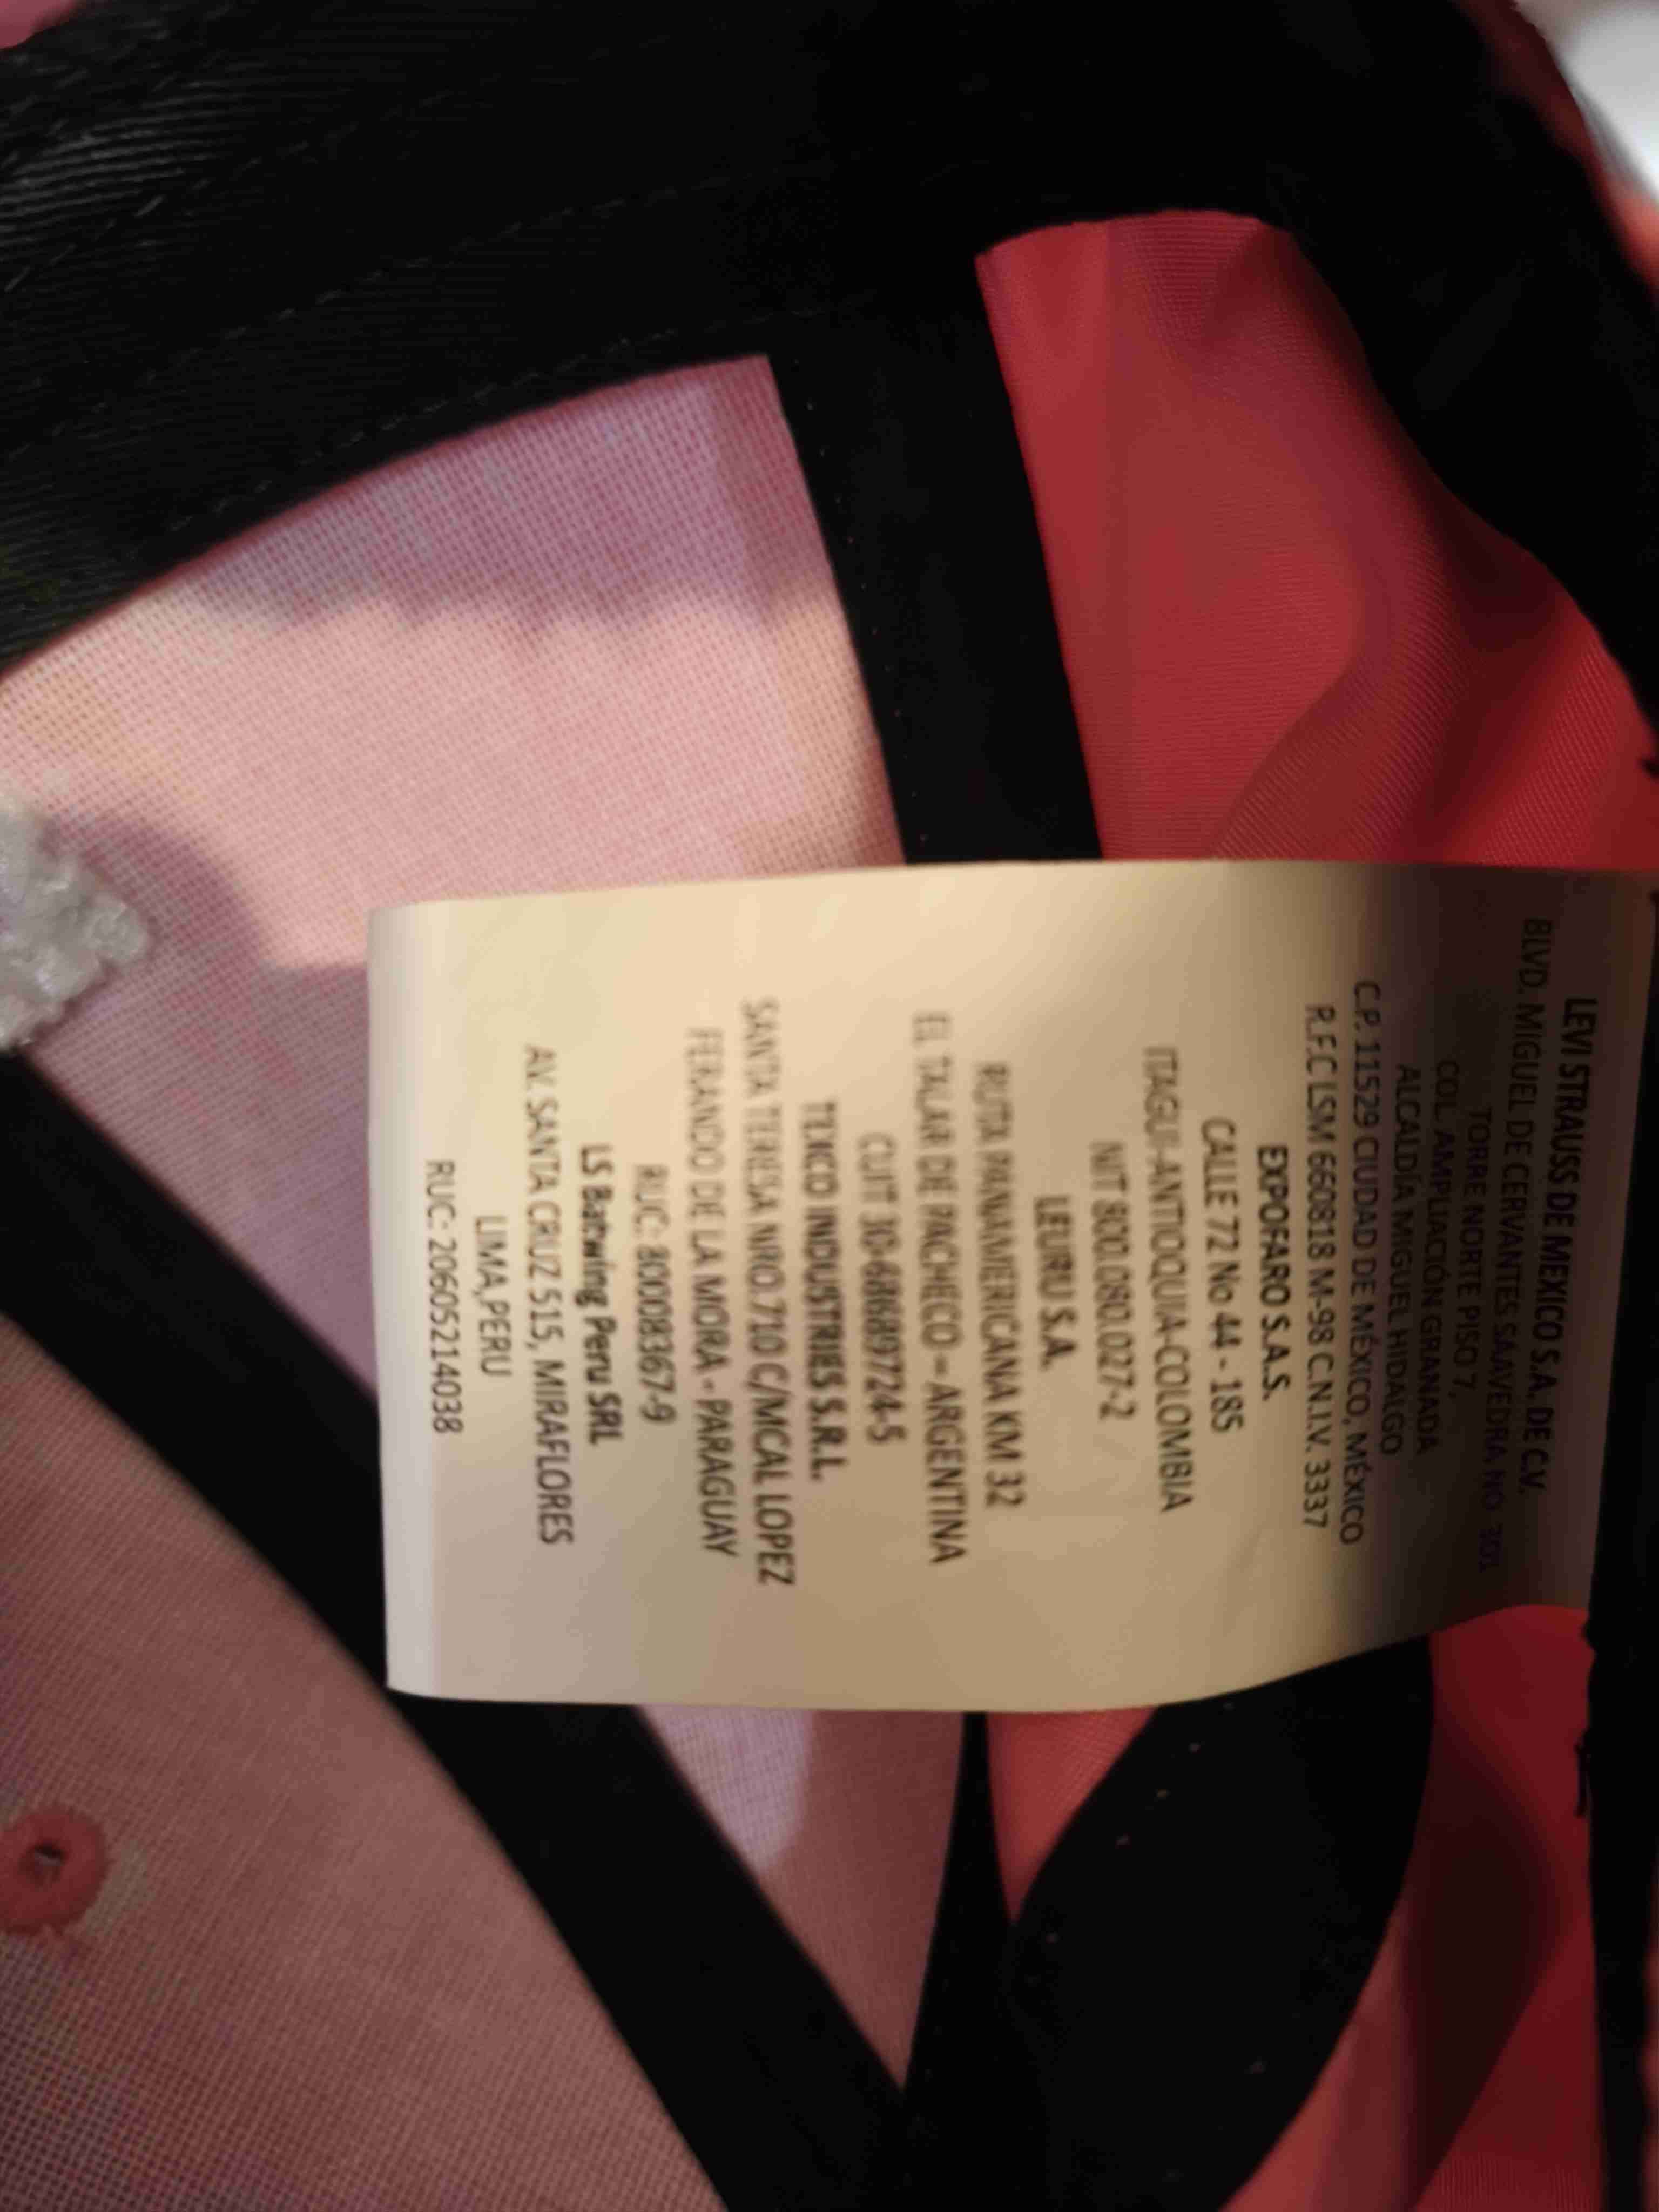 LEVI STRAUSS DE MEXICO S.A. DE C.V.
BLVD. MIGUEL DE CERVANTES SAAVEDRA NO. 301
TORRE NORTE PISO 7,
COL. AMPLIACIÓN GRANADA
ALCALDÍA MIGUEL HIDALGO
C.P. 11529 CIUDAD DE MÉXICO, MÉXICO
R.F.C LSM 6608818 M-98 C.N.I.V. 3337
EXPOFARO S.A.S.
CALLE 72 No 44 - 185
ITAGUI-ANTIOQUIA-COLOMBIA
NIT 800.080.027-2
LEURU S.A.
RUTA PANAMERICANA KM 32
EL TALAR DE PACHECO – ARGENTINA
CUIT 30-68689724-5
TEXCO INDUSTRIES S.R.L.
SANTA TERESA NRO.710 C/MCAL LOPEZ
FERANDO DE LA MORA - PARAGUAY
RUC: 800083367-9
LS Batwing Peru SRL
AV. SANTA CRUZ 515, MIRAFLORES
LIMA,PERU
RUC: 20605214038